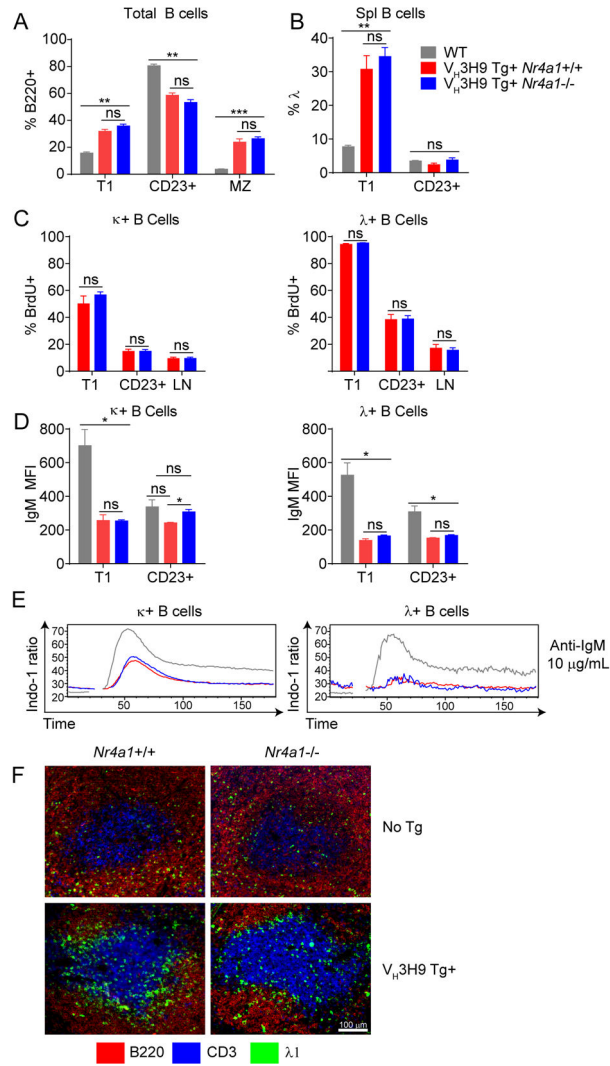 A
Total B cells
% B220+
100
80
60
40
20
0
**
ns
**
ns
***
ns
T1
CD23+
MZ
B
Spl B cells
% λ
40
30
20
10
0
**
ns
ns
T1
CD23+
WT
VH3H9 Tg+ Nr4a1+/+
VH3H9 Tg+ Nr4a1-/-
C
κ+ B Cells
% BrdU+
100
80
60
40
20
0
ns
ns
ns
T1
CD23+
LN
λ+ B Cells
% BrdU+
100
80
60
40
20
0
ns
ns
ns
T1
CD23+
LN
D
κ+ B Cells
IgM MFI
800
600
400
200
0
*
ns
ns
ns
*
T1
CD23+
λ+ B Cells
IgM MFI
800
600
400
200
0
*
ns
*
ns
T1
CD23+
E
κ+ B cells
Indo-1 ratio
70
60
50
40
30
20
50
100
150
Time
λ+ B cells
Indo-1 ratio
70
60
50
40
30
20
50
100
150
Time
Anti-IgM
10 μg/mL
F
Nr4a1+/+
Nr4a1-/-
No Tg
VH3H9 Tg+
100 μm
B220
CD3
λ1